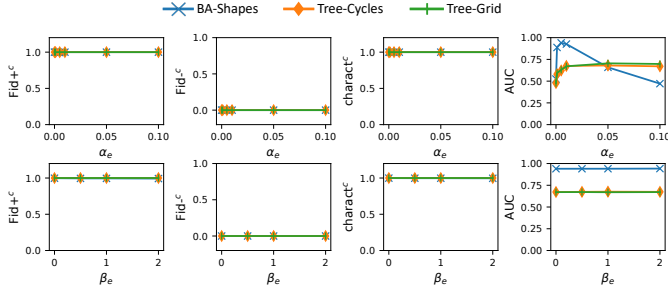 BA-Shapes Tree-Cycles Tree-Grid
Fid+ᶜ 1.0 0.5 0.0
Fid-ᶜ 1.0 0.5 0.0
charactᶜ 1.0 0.5 0.0
AUC 1.00 0.75 0.50 0.25 0.00
0.00 0.05 0.10 0.00 0.05 0.10 0.00 0.05 0.10 0.00 0.05 0.10
αₑ αₑ αₑ αₑ
Fid+ᶜ 1.0 0.5 0.0
Fid-ᶜ 1.0 0.5 0.0
charactᶜ 1.0 0.5 0.0
AUC 1.00 0.75 0.50 0.25 0.00
0 1 2 0 1 2 0 1 2 0 1 2
βₑ βₑ βₑ βₑ